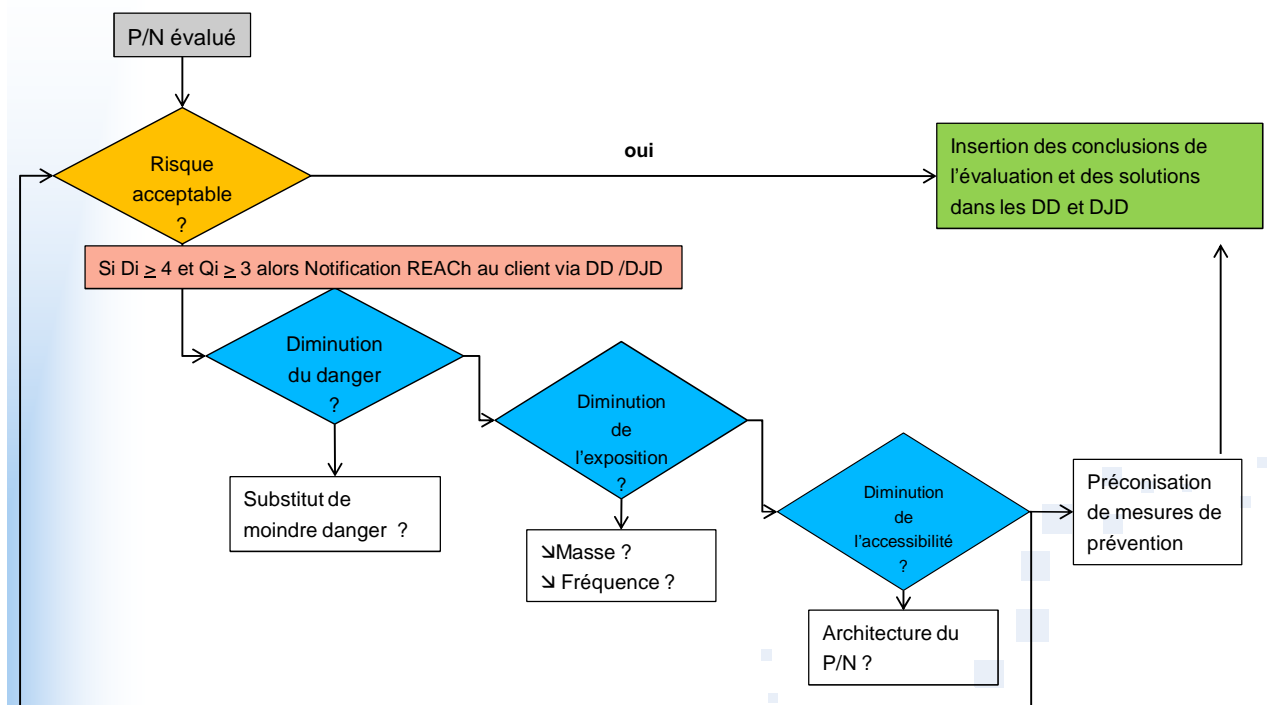 P/N évalué
Risque
acceptable
?
oui
Insertion des conclusions de
l'évaluation et des solutions
dans les DD et DJD
Si Di ≥ 4 et Qi ≥ 3 alors Notification REACh au client via DD /DJD
Diminution
du danger
?
Substitut de
moindre danger ?
Diminution
de
l'exposition
?
↘Masse ?
↘ Fréquence ?
Diminution
de
l'accessibilité
?
Architecture du
P/N ?
Préconisation
de mesures de
prévention